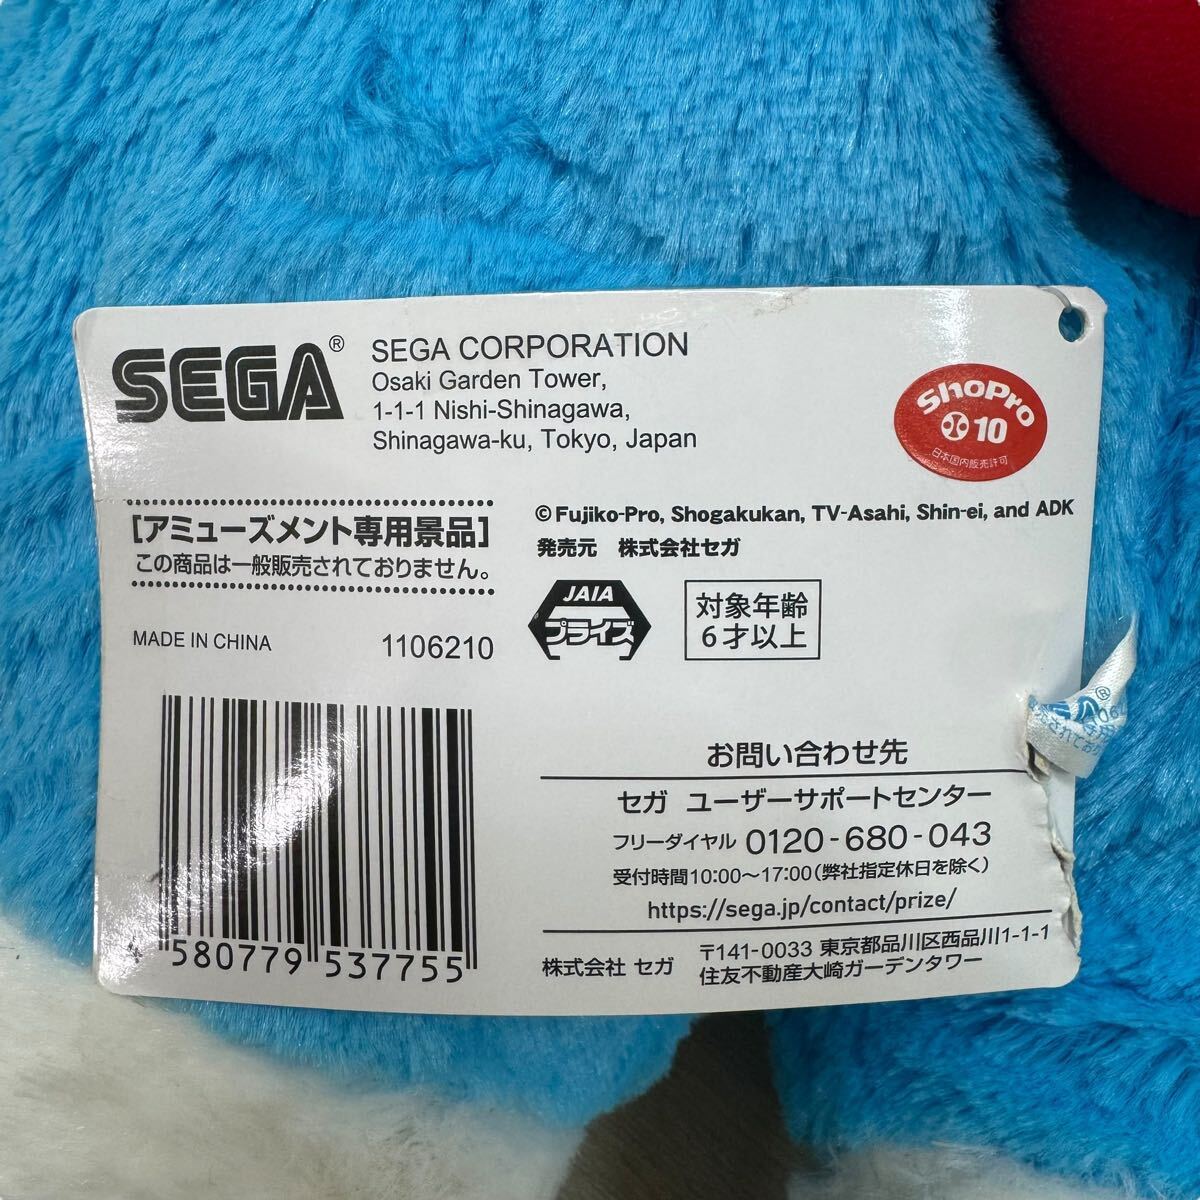 SEGA®
SEGA CORPORATION
Osaki Garden Tower,
1-1-1 Nishi-Shinagawa,
Shinagawa-ku, Tokyo, Japan
ShoPro
10
日本国内販売許可
[アミューズメント専用景品]
この商品は一般販売されておりません。
MADE IN CHINA
1106210
©Fujiko-Pro, Shogakukan, TV-Asahi, Shin-ei, and ADK
発売元 株式会社セガ
JAIA
プライズ
対象年齢
6才以上
4 580779 537755
お問い合わせ先
セガ ユーザーサポートセンター
フリーダイヤル 0120-680-043
受付時間10:00～17:00(弊社指定休日を除く)
https://sega.jp/contact/prize/
株式会社 セガ
〒141-0033 東京都品川区西品川1-1-1
住友不動産大崎ガーデンタワー